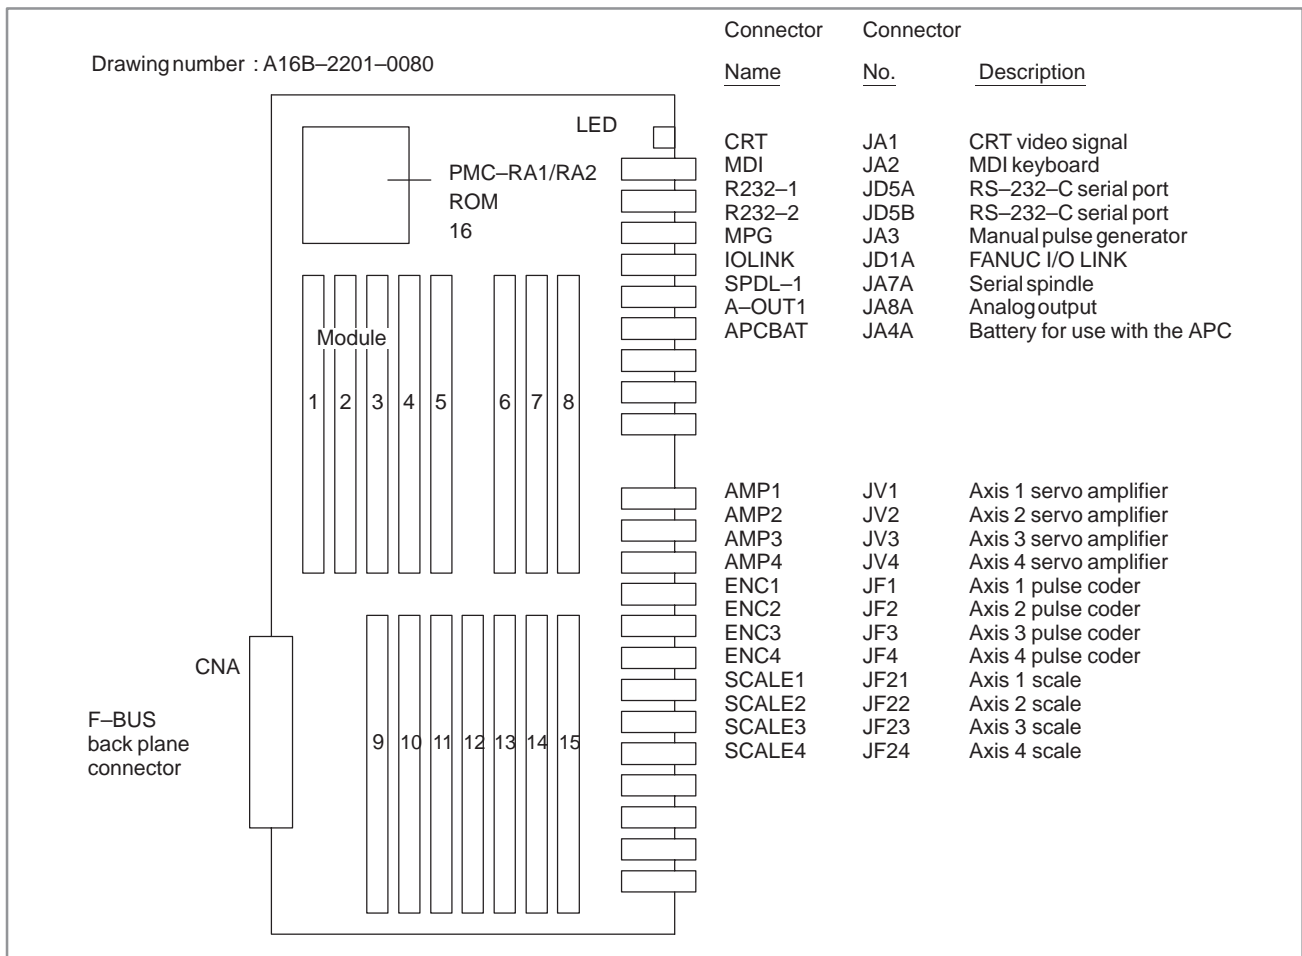 Drawing number : A16B–2201–0080
Connector Connector
Name No. Description
LED
PMC–RA1/RA2
ROM
16
CRT JA1 CRT video signal
MDI JA2 MDI keyboard
R232–1 JD5A RS–232–C serial port
R232–2 JD5B RS–232–C serial port
MPG JA3 Manual pulse generator
IOLINK JD1A FANUC I/O LINK
SPDL–1 JA7A Serial spindle
A–OUT1 JA8A Analog output
APCBAT JA4A Battery for use with the APC
Module
1 2 3 4 5 6 7 8
AMP1 JV1 Axis 1 servo amplifier
AMP2 JV2 Axis 2 servo amplifier
AMP3 JV3 Axis 3 servo amplifier
AMP4 JV4 Axis 4 servo amplifier
ENC1 JF1 Axis 1 pulse coder
ENC2 JF2 Axis 2 pulse coder
ENC3 JF3 Axis 3 pulse coder
ENC4 JF4 Axis 4 pulse coder
SCALE1 JF21 Axis 1 scale
SCALE2 JF22 Axis 2 scale
SCALE3 JF23 Axis 3 scale
SCALE4 JF24 Axis 4 scale
CNA
F–BUS
back plane
connector
9 10 11 12 13 14 15